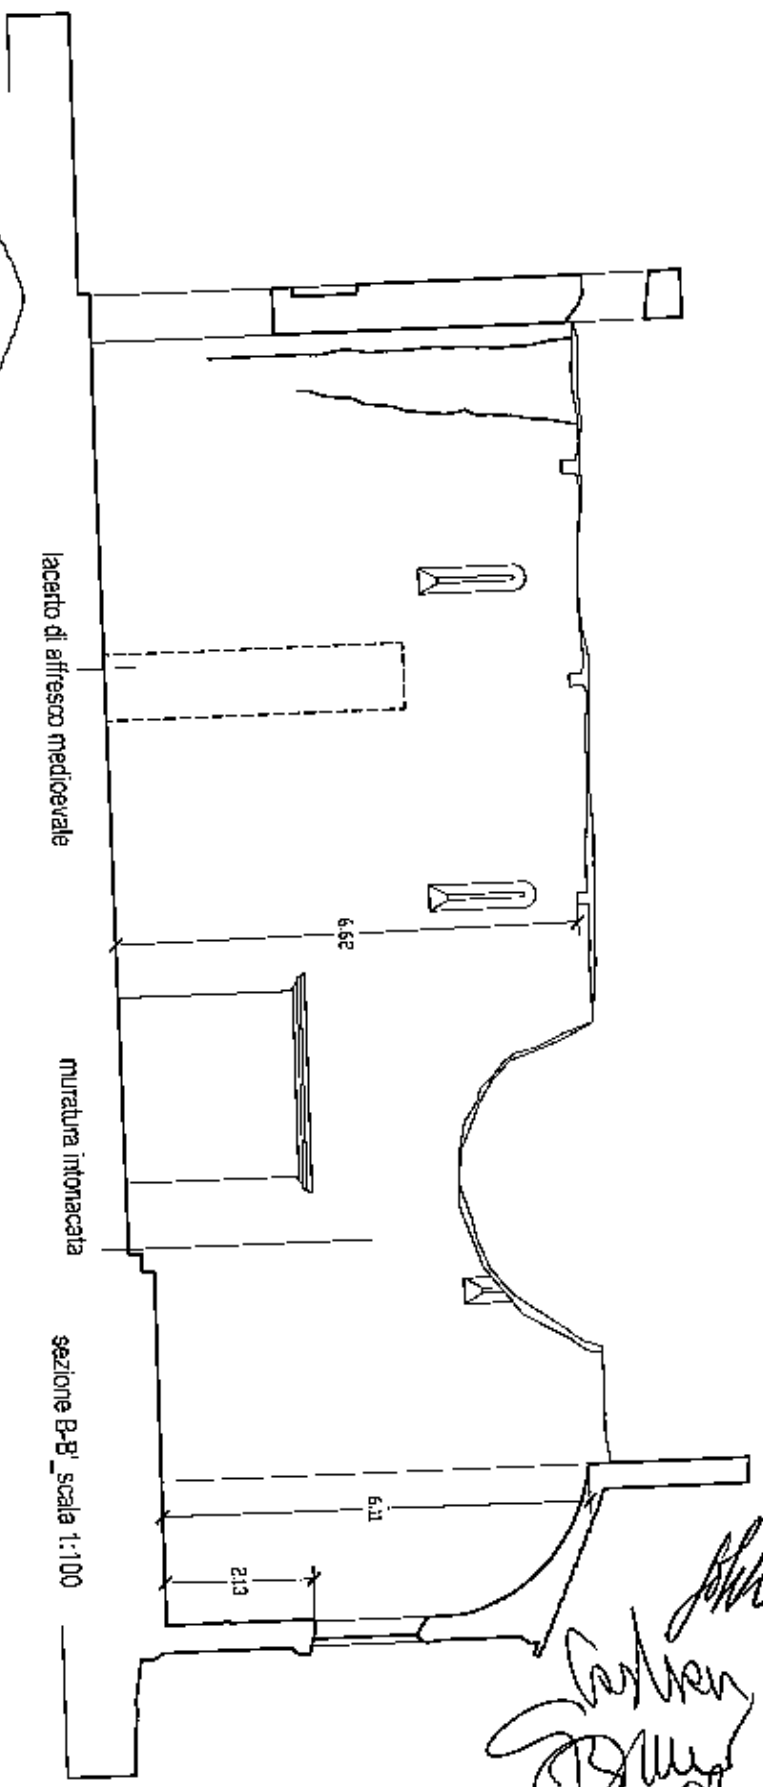 lacerto di affresco medioevale
muratura intonacata
sezione B-B'_scala 1:100
6.62
6.11
2.13